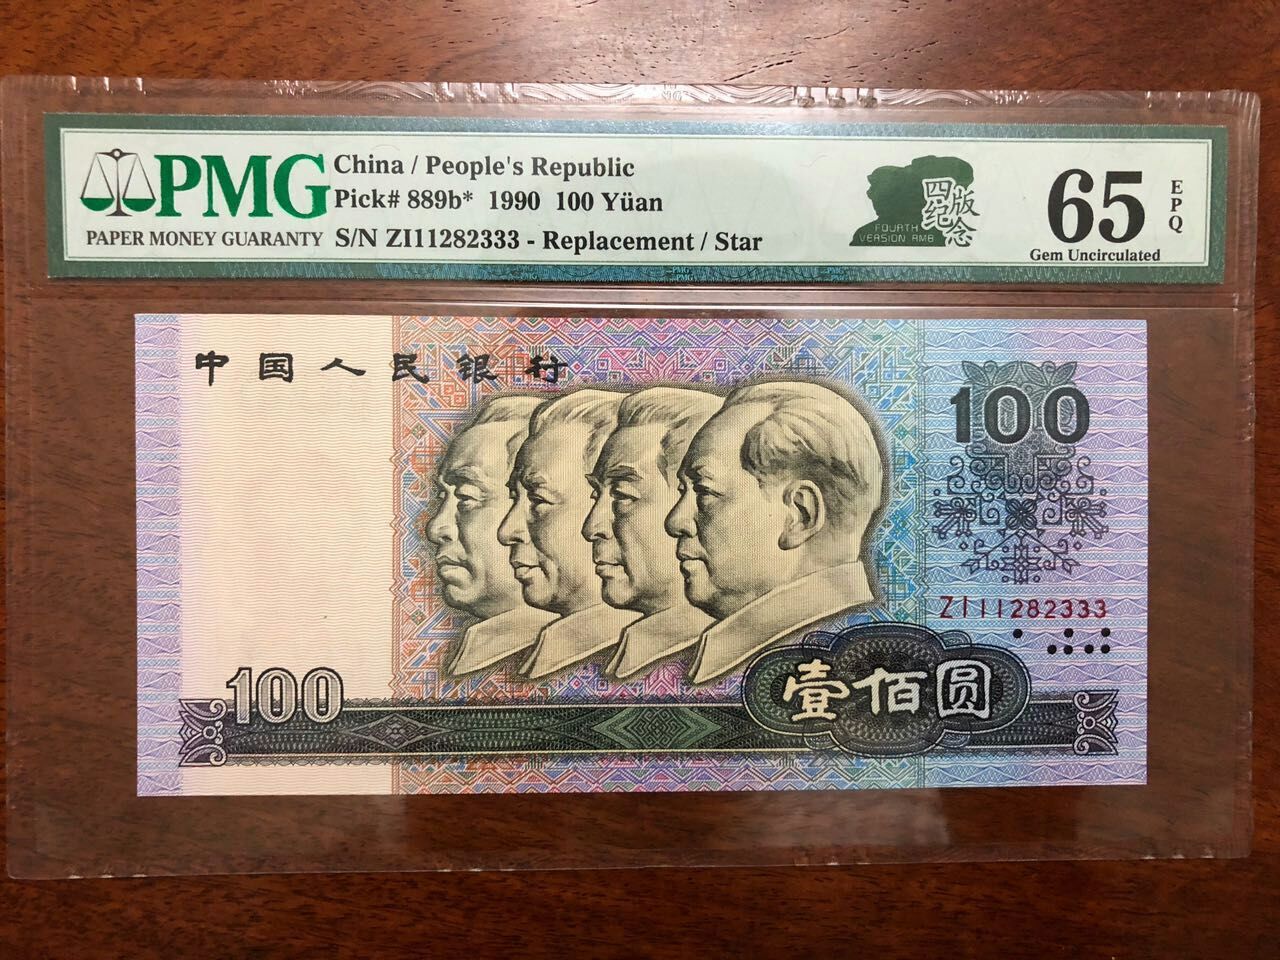 PMG
PAPER MONEY GUARANTY
China / People's Republic
Pick# 889b* 1990 100 Yüan
S/N ZI11282333 - Replacement / Star
四版
纪念
FOURTH
VERSION RMB
65
EPQ
Gem Uncirculated
中国人民银行
100
ZI11282333
100
壹佰圆